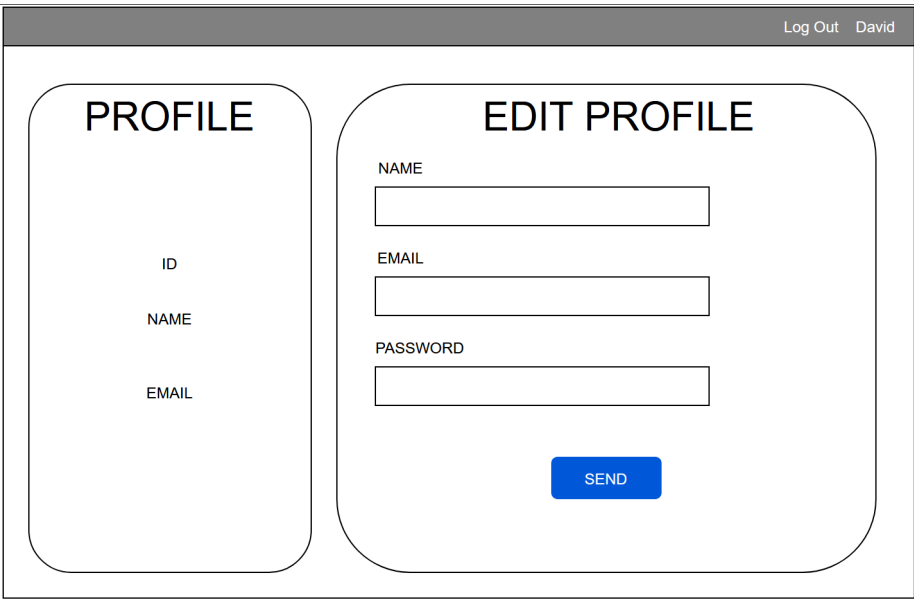 Log Out David
PROFILE
ID
NAME
EMAIL
EDIT PROFILE
NAME
EMAIL
PASSWORD
SEND